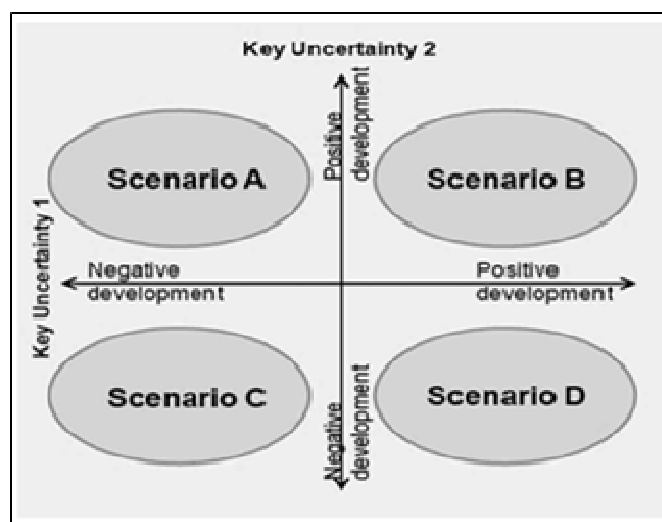 Key Uncertainty 2
Positive
development
Scenario A
Scenario B
Key Uncertainty 1
Negative
development
Positive
development
Scenario C
Scenario D
Negative
development